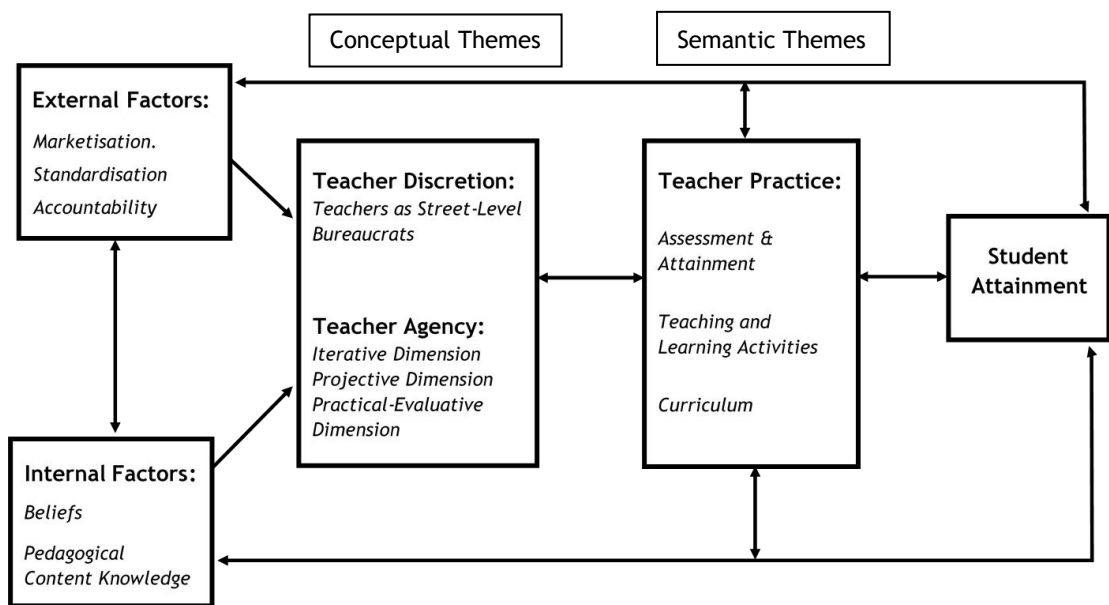 Conceptual Themes
Semantic Themes
External Factors:
Marketisation.
Standardisation
Accountability
Teacher Discretion:
Teachers as Street-Level
Bureaucrats
Teacher Agency:
Iterative Dimension
Projective Dimension
Practical-Evaluative
Dimension
Teacher Practice:
Assessment &
Attainment
Teaching and
Learning Activities
Curriculum
Student
Attainment
Internal Factors:
Beliefs
Pedagogical
Content Knowledge